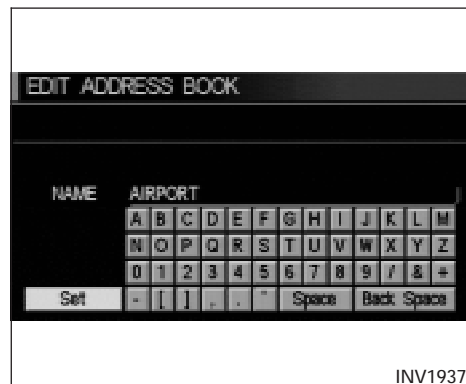 EDIT ADDRESS BOOK
NAME AIRPORT
A B C D E F G H I J K L M
N O P Q R S T U V W X Y Z
0 1 2 3 4 5 6 7 8 9 / & +
Set - [ ] , . " Space Back Space
INV1937